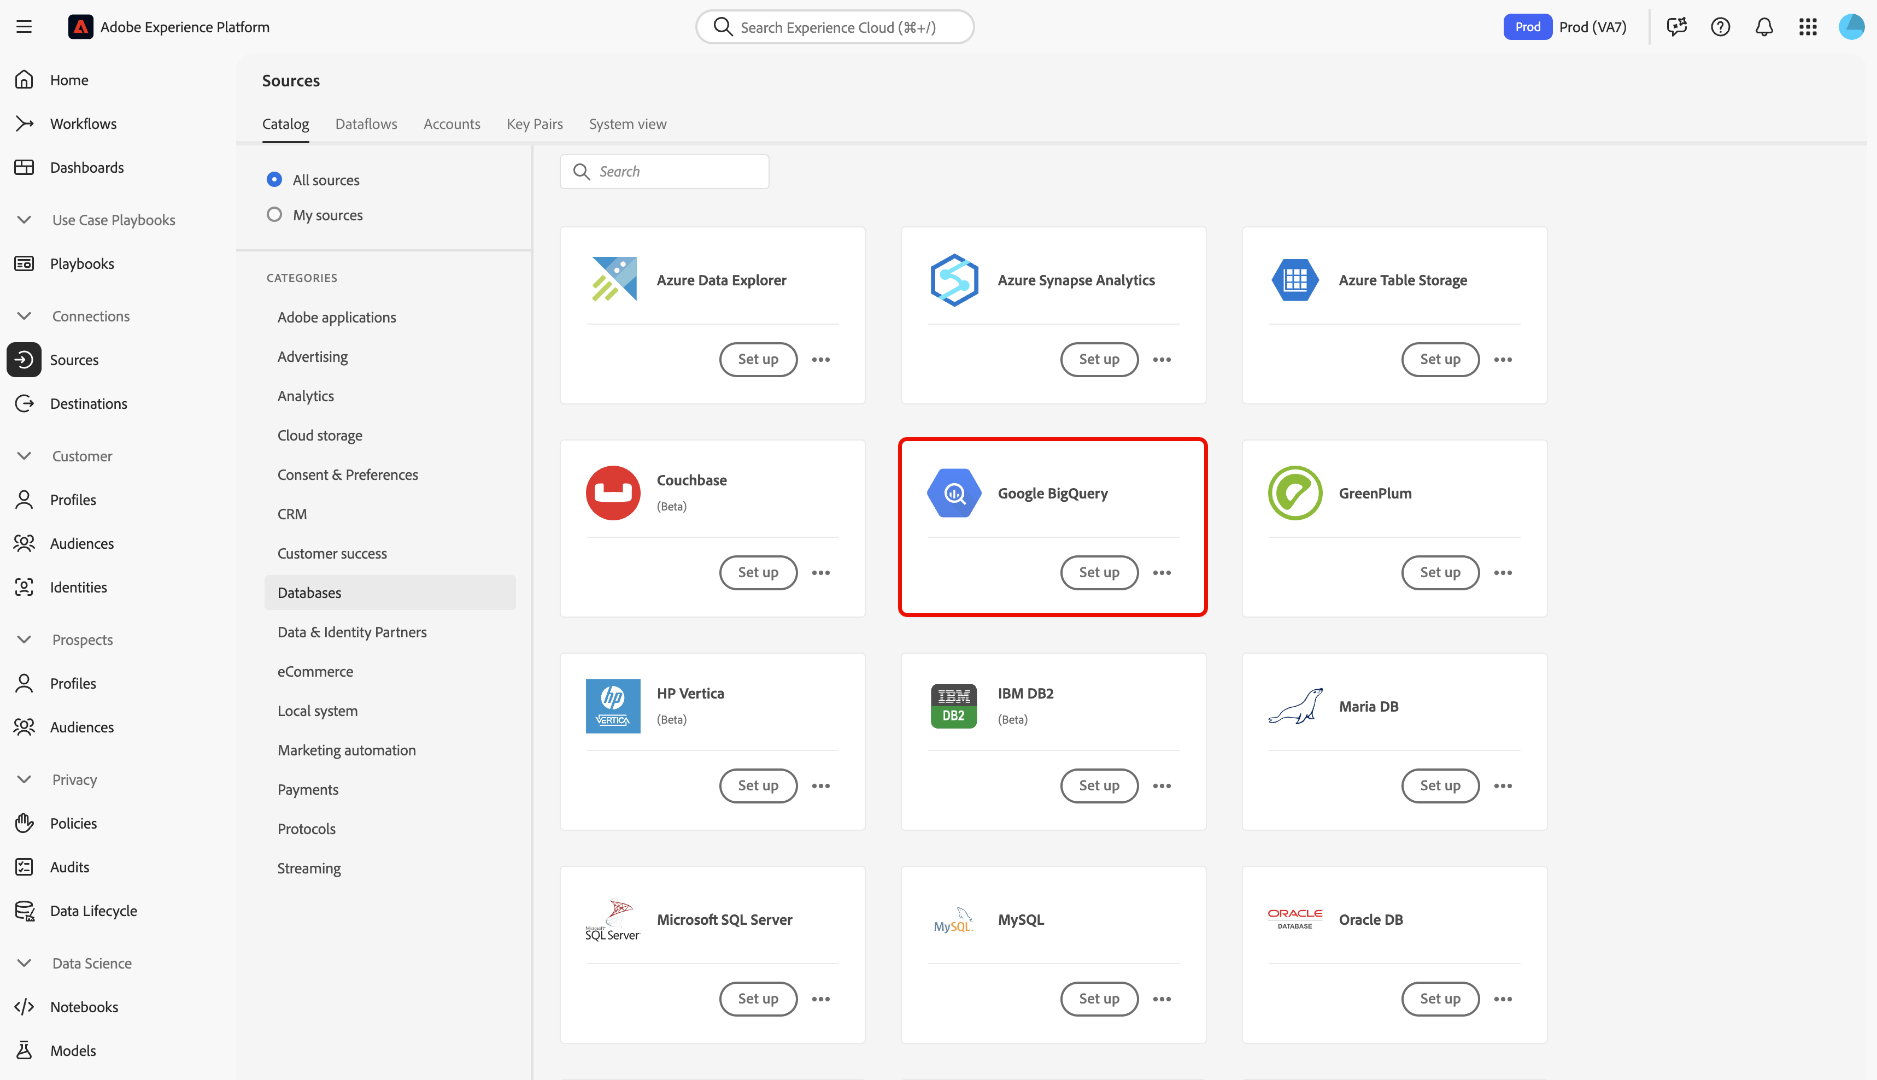 Adobe Experience Platform
Search Experience Cloud (⌘+/)
Prod
Prod (VA7)
Home
Workflows
Dashboards
Use Case Playbooks
Playbooks
Connections
Sources
Destinations
Customer
Profiles
Audiences
Identities
Prospects
Profiles
Audiences
Privacy
Policies
Audits
Data Lifecycle
Data Science
Notebooks
Models
Sources
Catalog
Dataflows
Accounts
Key Pairs
System view
All sources
My sources
CATEGORIES
Adobe applications
Advertising
Analytics
Cloud storage
Consent & Preferences
CRM
Customer success
Databases
Data & Identity Partners
eCommerce
Local system
Marketing automation
Payments
Protocols
Streaming
Search
Azure Data Explorer
Set up
Azure Synapse Analytics
Set up
Azure Table Storage
Set up
Couchbase
(Beta)
Set up
Google BigQuery
Set up
GreenPlum
Set up
hp
VERTICA
HP Vertica
(Beta)
Set up
IBM
DB2
IBM DB2
(Beta)
Set up
Maria DB
Set up
Microsoft
SQL Server
Microsoft SQL Server
Set up
MySQL
MySQL
Set up
ORACLE
DATABASE
Oracle DB
Set up